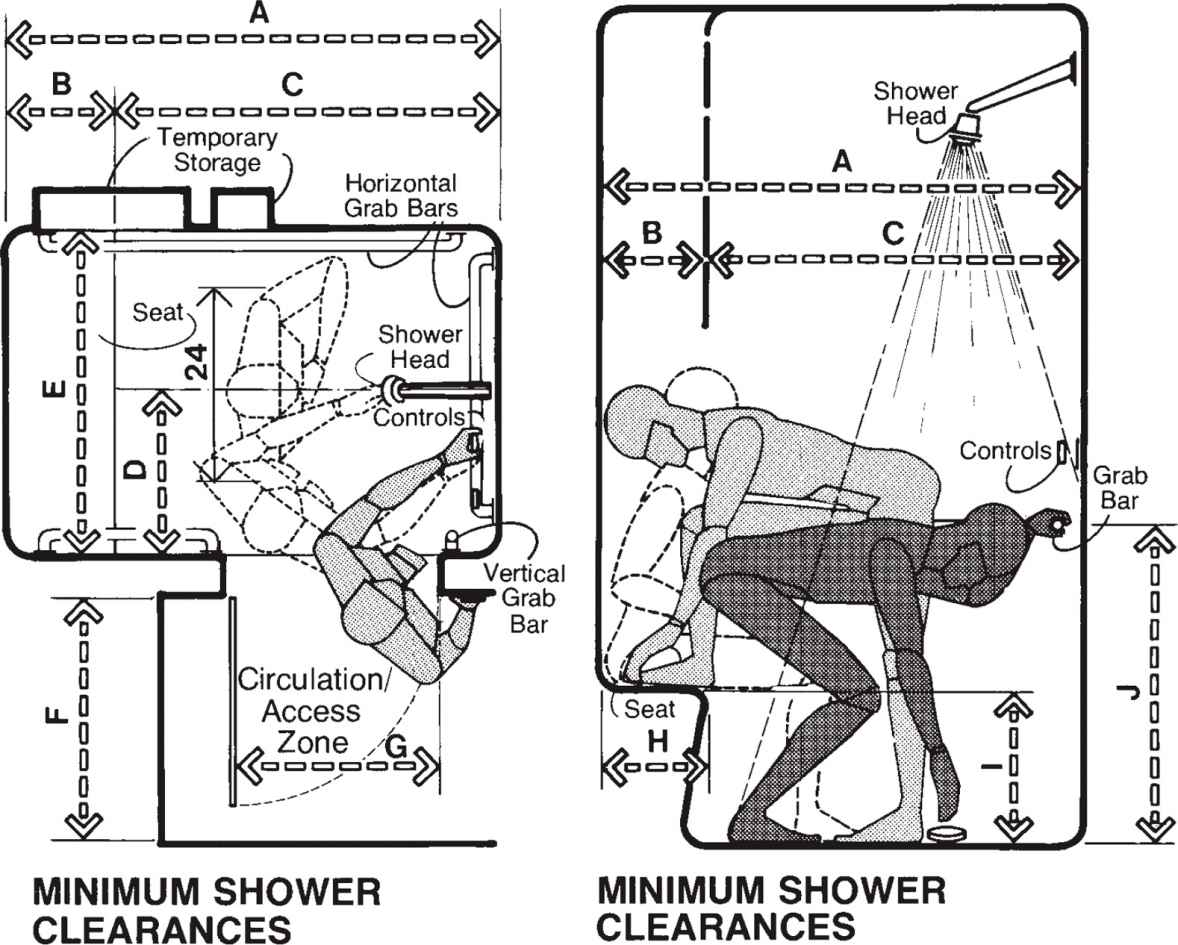 A
B
C
Temporary
Storage
Horizontal
Grab Bars
Seat
E
24
Shower
Head
Controls
D
Vertical
Grab
Bar
Circulation/
Access
Zone
F
G
MINIMUM SHOWER
CLEARANCES
Shower
Head
A
B
C
Controls
Grab
Bar
Seat
H
I
J
MINIMUM SHOWER
CLEARANCES